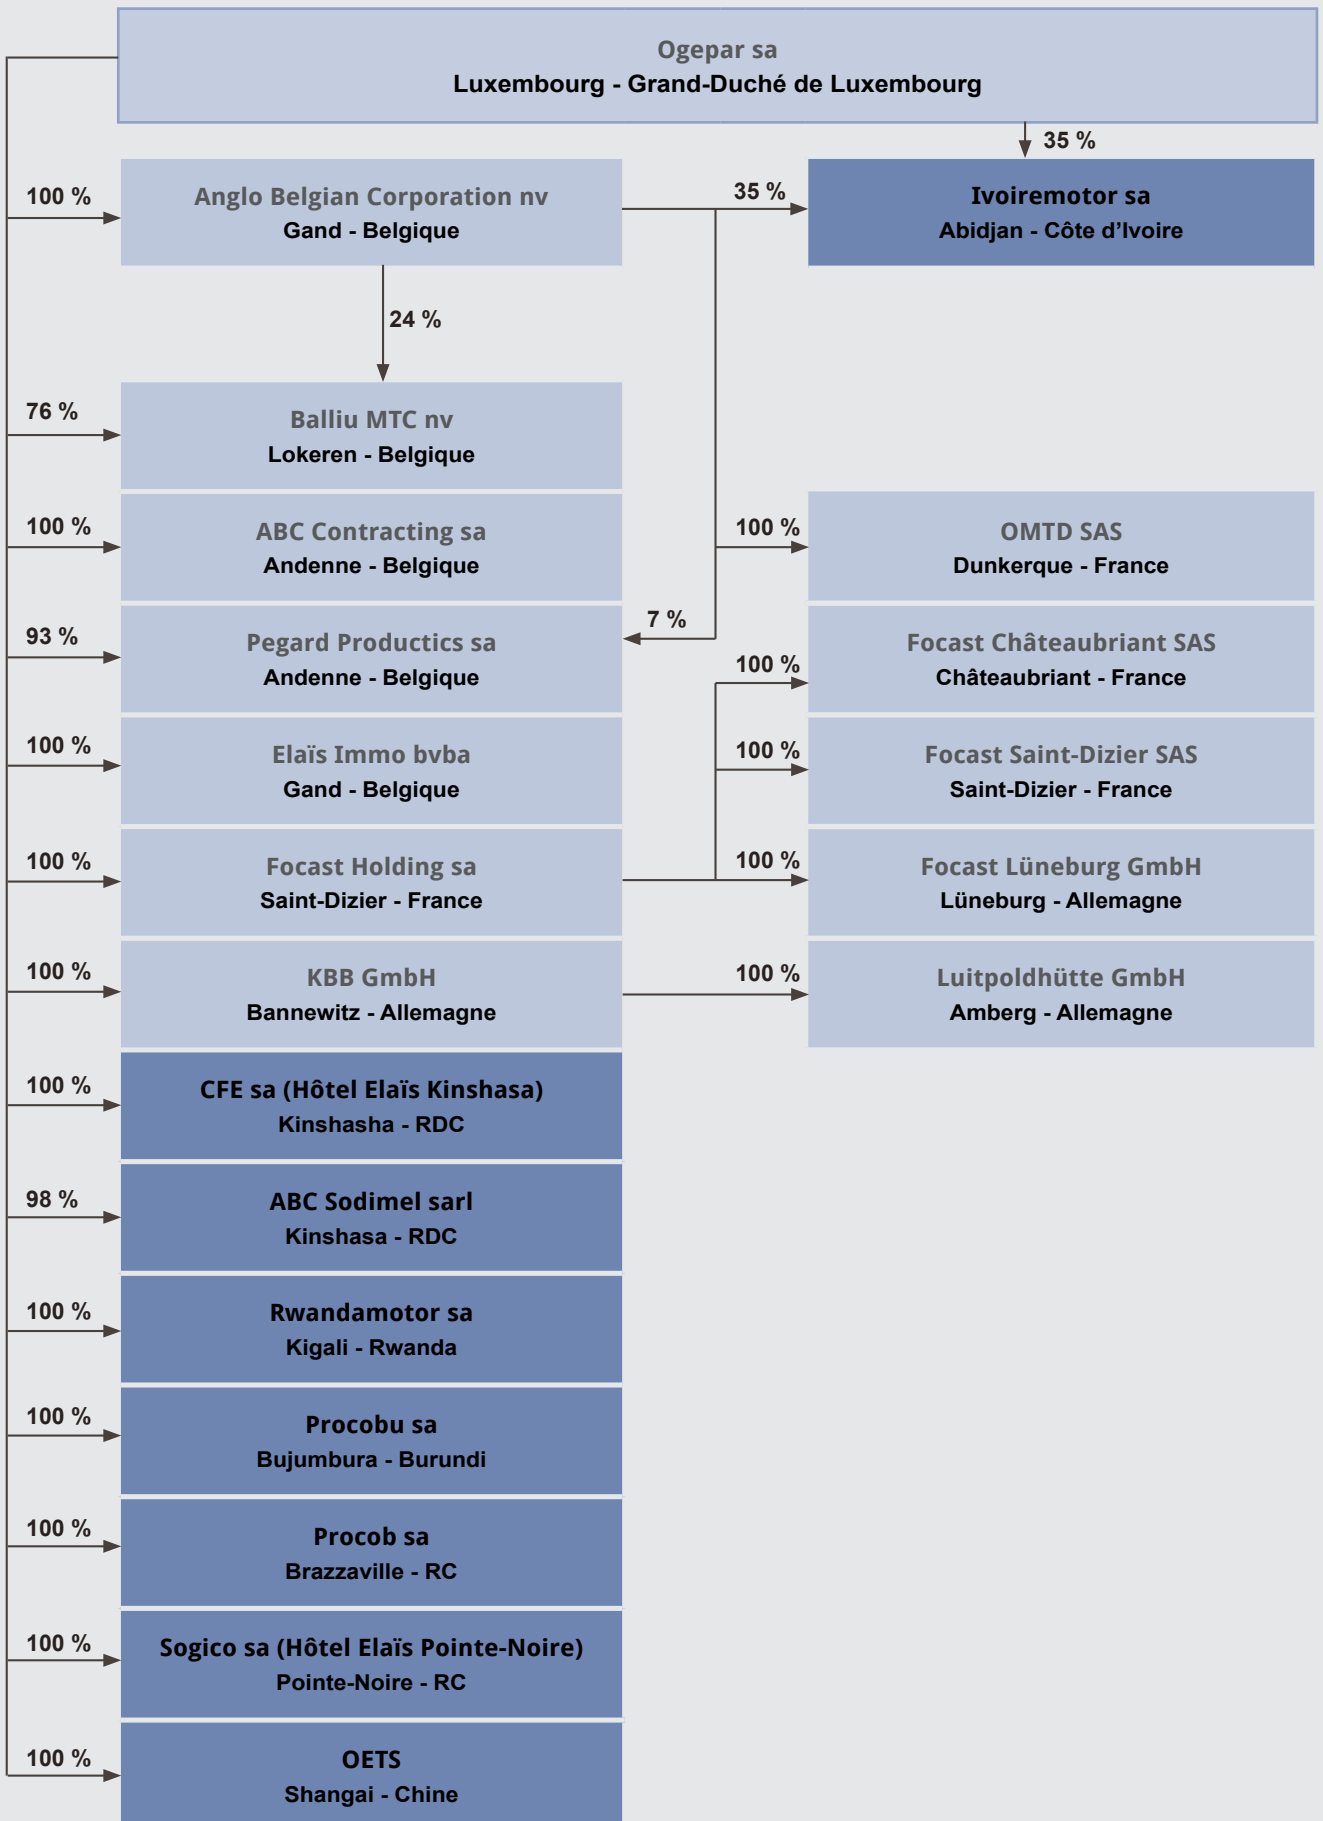 Ogepar sa
Luxembourg - Grand-Duché de Luxembourg
35 %
100 %
Anglo Belgian Corporation nv
Gand - Belgique
35 %
Ivoiremotor sa
Abidjan - Côte d’Ivoire
24 %
76 %
Balliu MTC nv
Lokeren - Belgique
100 %
ABC Contracting sa
Andenne - Belgique
100 %
OMTD SAS
Dunkerque - France
93 %
Pegard Productics sa
Andenne - Belgique
7 %
100 %
Focast Châteaubriant SAS
Châteaubriant - France
100 %
Elaïs Immo bvba
Gand - Belgique
100 %
Focast Saint-Dizier SAS
Saint-Dizier - France
100 %
Focast Holding sa
Saint-Dizier - France
100 %
Focast Lüneburg GmbH
Lüneburg - Allemagne
100 %
KBB GmbH
Bannewitz - Allemagne
100 %
Luitpoldhütte GmbH
Amberg - Allemagne
100 %
CFE sa (Hôtel Elaïs Kinshasa)
Kinshasha - RDC
98 %
ABC Sodimel sarl
Kinshasa - RDC
100 %
Rwandamotor sa
Kigali - Rwanda
100 %
Procobu sa
Bujumbura - Burundi
100 %
Procob sa
Brazzaville - RC
100 %
Sogico sa (Hôtel Elaïs Pointe-Noire)
Pointe-Noire - RC
100 %
OETS
Shangai - Chine